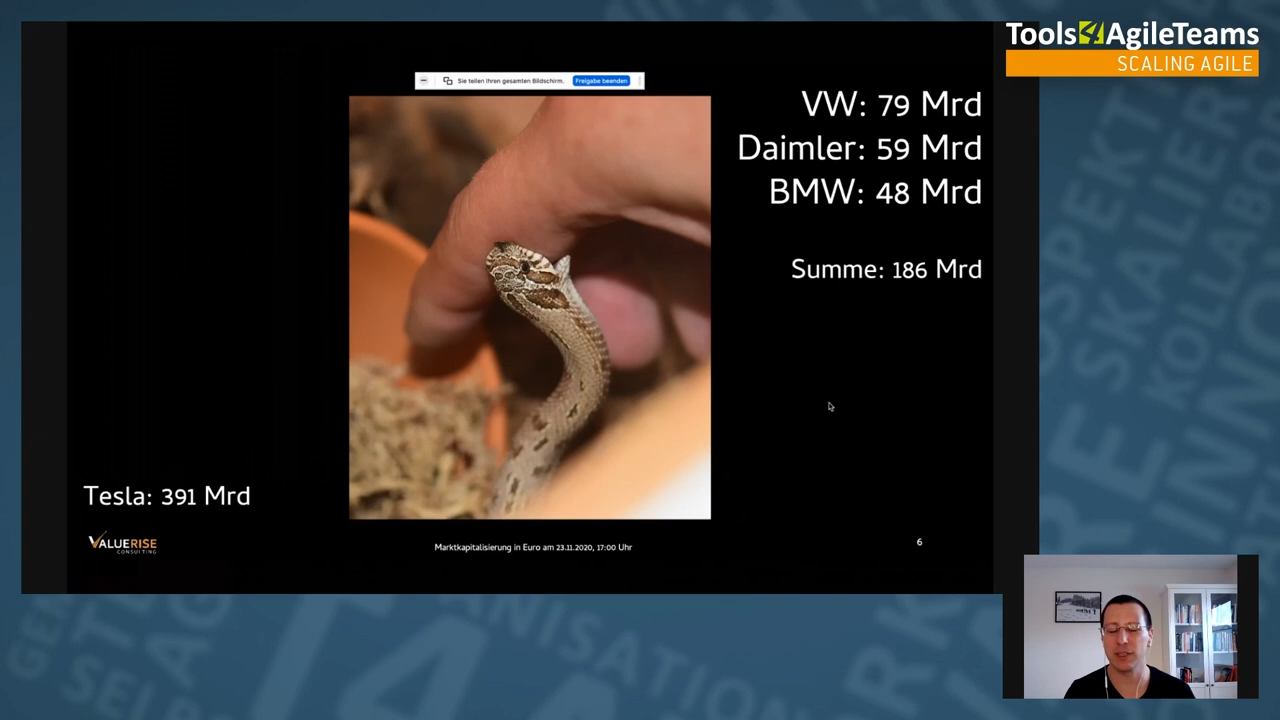 Tools4AgileTeams
SCALING AGILE
Sie teilen Ihren gesamten Bildschirm. Freigabe beenden
VW: 79 Mrd
Daimler: 59 Mrd
BMW: 48 Mrd
Summe: 186 Mrd
Tesla: 391 Mrd
VALUERISE
CONSULTING
Marktkapitalisierung in Euro am 23.11.2020, 17:00 Uhr
6